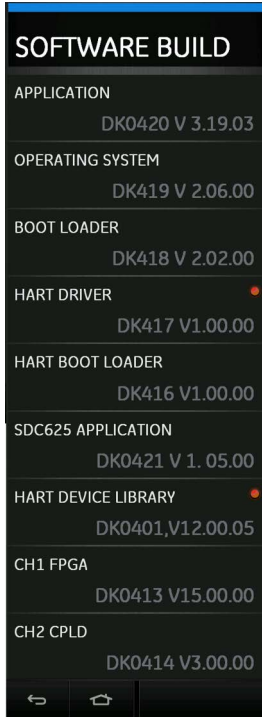 SOFTWARE BUILD
APPLICATION
DK0420 V 3.19.03
OPERATING SYSTEM
DK419 V 2.06.00
BOOT LOADER
DK418 V 2.02.00
HART DRIVER
DK417 V1.00.00
HART BOOT LOADER
DK416 V1.00.00
SDC625 APPLICATION
DK0421 V 1. 05.00
HART DEVICE LIBRARY
DK0401,V12.00.05
CH1 FPGA
DK0413 V15.00.00
CH2 CPLD
DK0414 V3.00.00